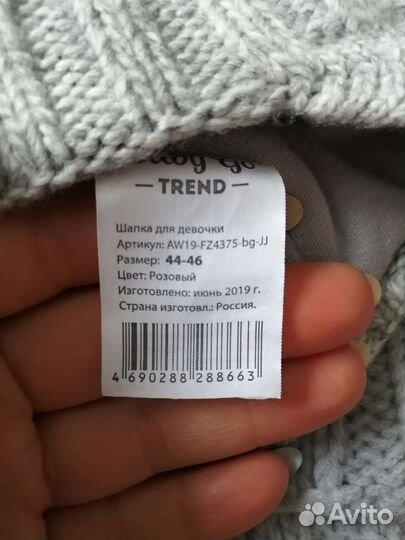 — TREND —
Шапка для девочки
Артикул: AW19-FZ4375-bg-JJ
Размер: 44-46
Цвет: Розовый
Изготовлено: июнь 2019 г.
Страна изготовл.: Россия.
4 690288 288663
Avito